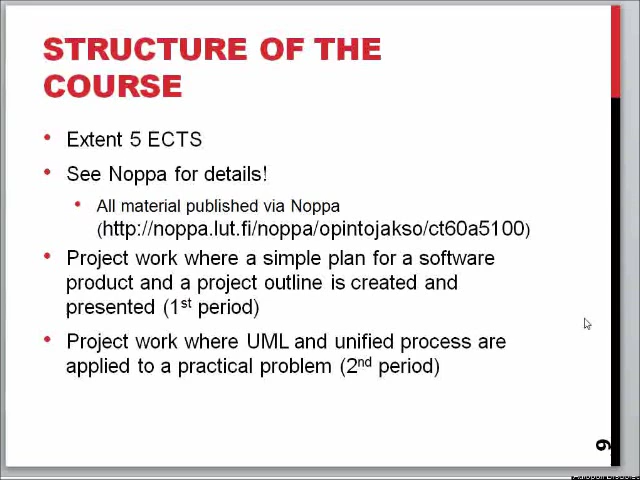 STRUCTURE OF THE
COURSE
• Extent 5 ECTS
• See Noppa for details!
• All material published via Noppa
(http://noppa.lut.fi/noppa/opintojakso/ct60a5100)
• Project work where a simple plan for a software
product and a project outline is created and
presented (1st period)
• Project work where UML and unified process are
applied to a practical problem (2nd period)
9